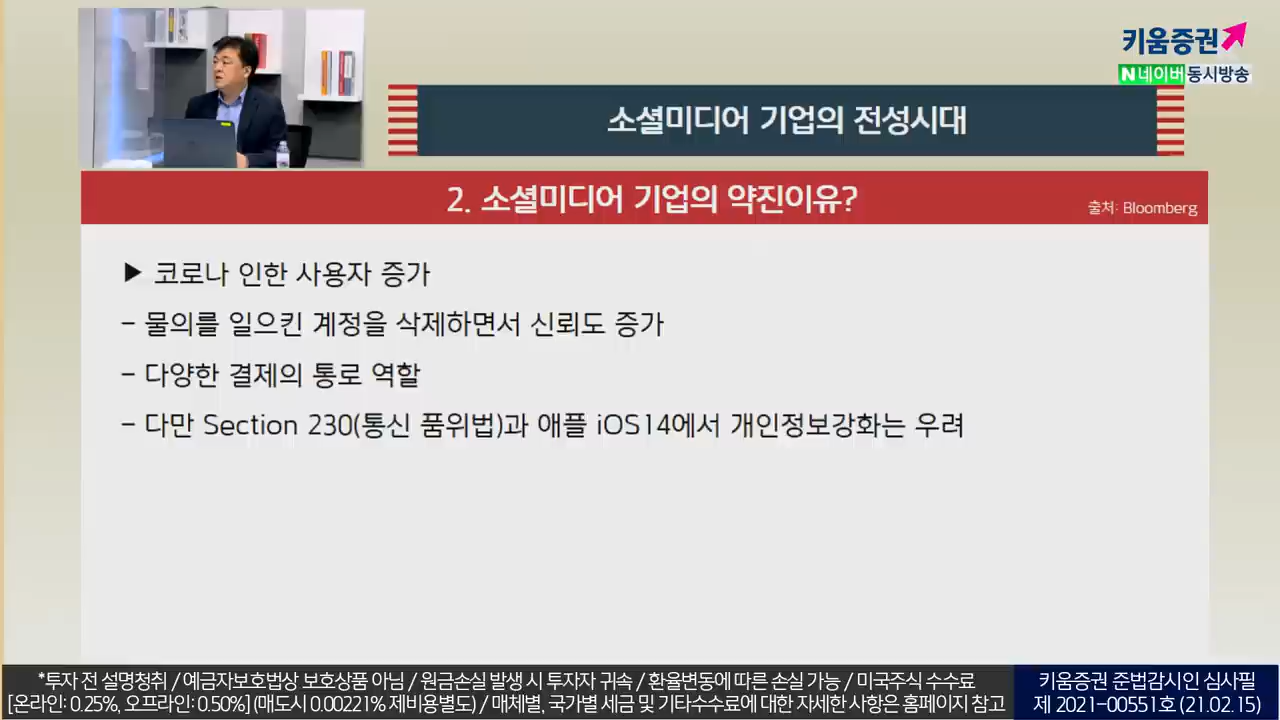 키움증권
N네이버 동시방송
소셜미디어 기업의 전성시대
2. 소셜미디어 기업의 약진이유?
출처: Bloomberg
▶ 코로나 인한 사용자 증가
- 물의를 일으킨 계정을 삭제하면서 신뢰도 증가
- 다양한 결제의 통로 역할
- 다만 Section 230(통신 품위법)과 애플 iOS14에서 개인정보강화는 우려
*투자 전 설명청취 / 예금자보호법상 보호상품 아님 / 원금손실 발생 시 투자자 귀속 / 환율변동에 따른 손실 가능 / 미국주식 수수료
[온라인: 0.25%, 오프라인: 0.50%] (매도시 0.00221% 제비용별도) / 매체별, 국가별 세금 및 기타수수료에 대한 자세한 사항은 홈페이지 참고
키움증권 준법감시인 심사필
제 2021-00551호 (21.02.15)